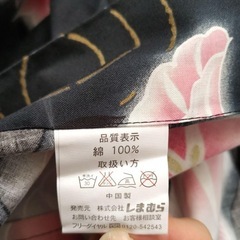 品質表示
綿 100%
取扱い方
中国製
発売元 株式会社しまむら
お問い合わせ先 お客様相談室
フリーダイヤル 0120-842543